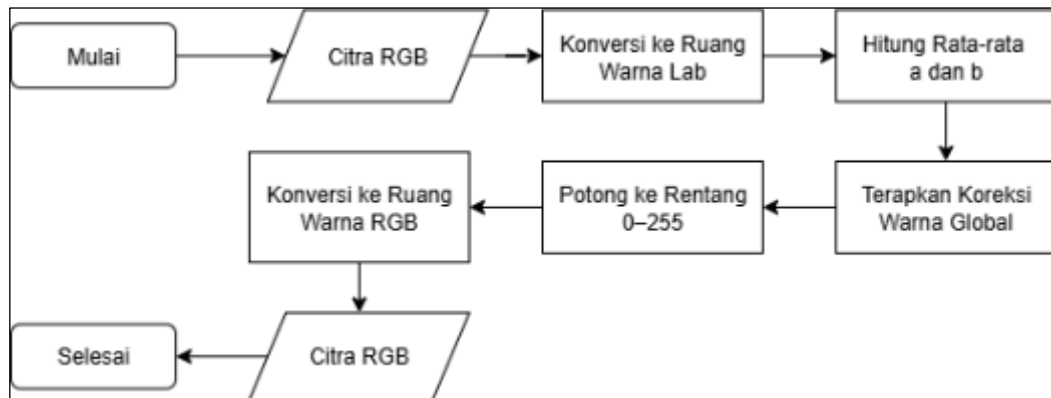 Mulai
Citra RGB
Konversi ke Ruang
Warna Lab
Hitung Rata-rata
a dan b
Terapkan Koreksi
Warna Global
Potong ke Rentang
0–255
Konversi ke Ruang
Warna RGB
Citra RGB
Selesai